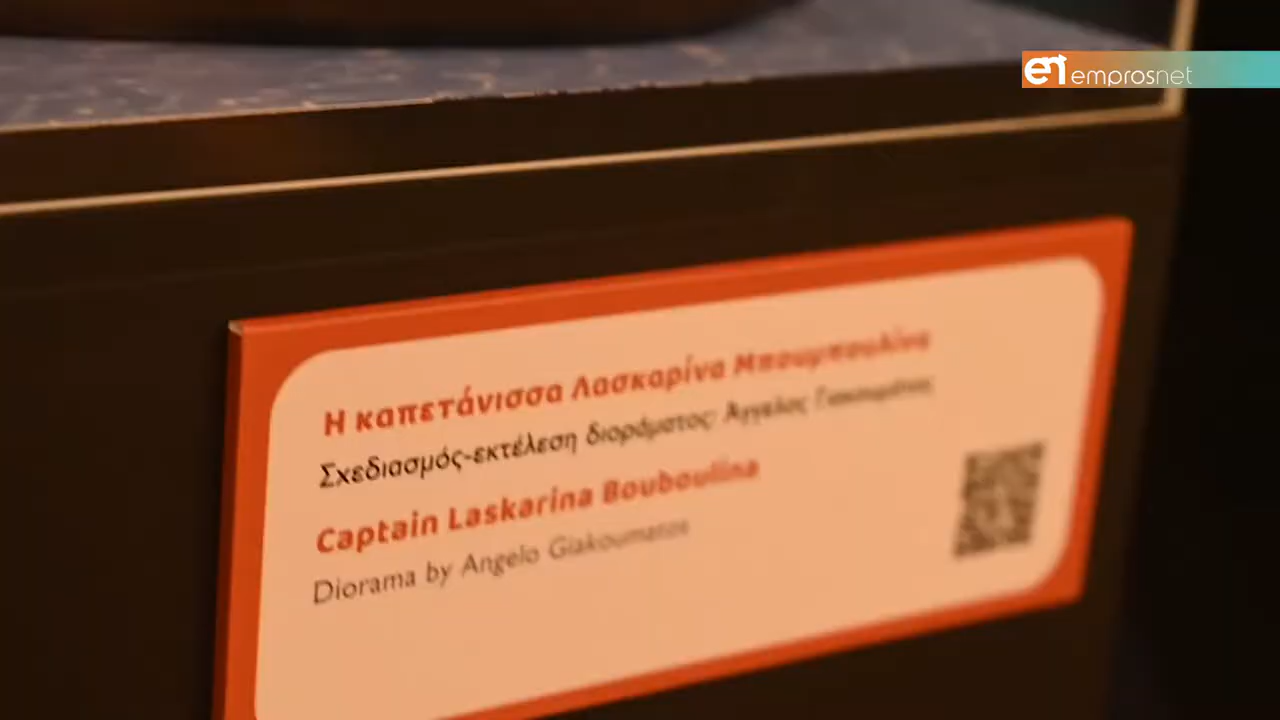 emprosnet
Η καπετάνισσα Λασκαρίνα Μπουμπουλίνα
Σχεδιασμός-εκτέλεση διοράματος: Άγγελος Γιακουμάτος
Captain Laskarina Bouboulina
Diorama by Angelo Giakoumatos